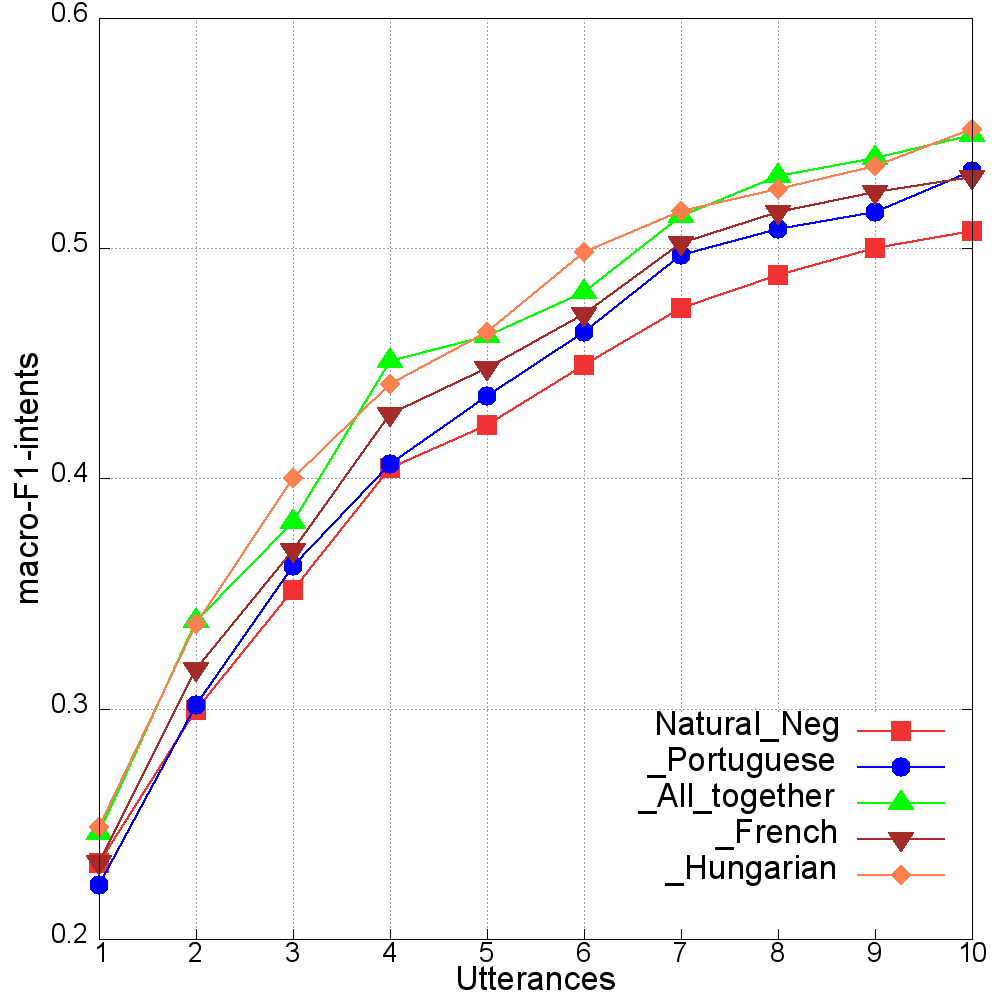 0.6
0.5
0.4
0.3
0.2
macro-F1-intents
Natural_Neg
_Portuguese
_All_together
_French
_Hungarian
1 2 3 4 5 6 7 8 9 10
Utterances